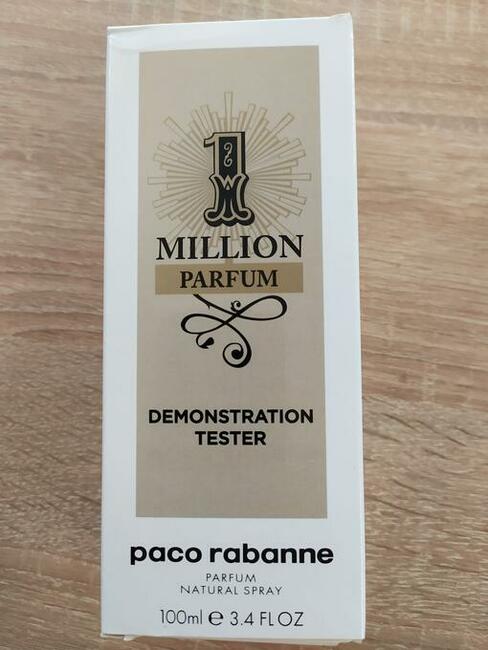 1
MILLION
PARFUM
DEMONSTRATION
TESTER
paco rabanne
PARFUM
NATURAL SPRAY
100ml ℮ 3.4 FL OZ